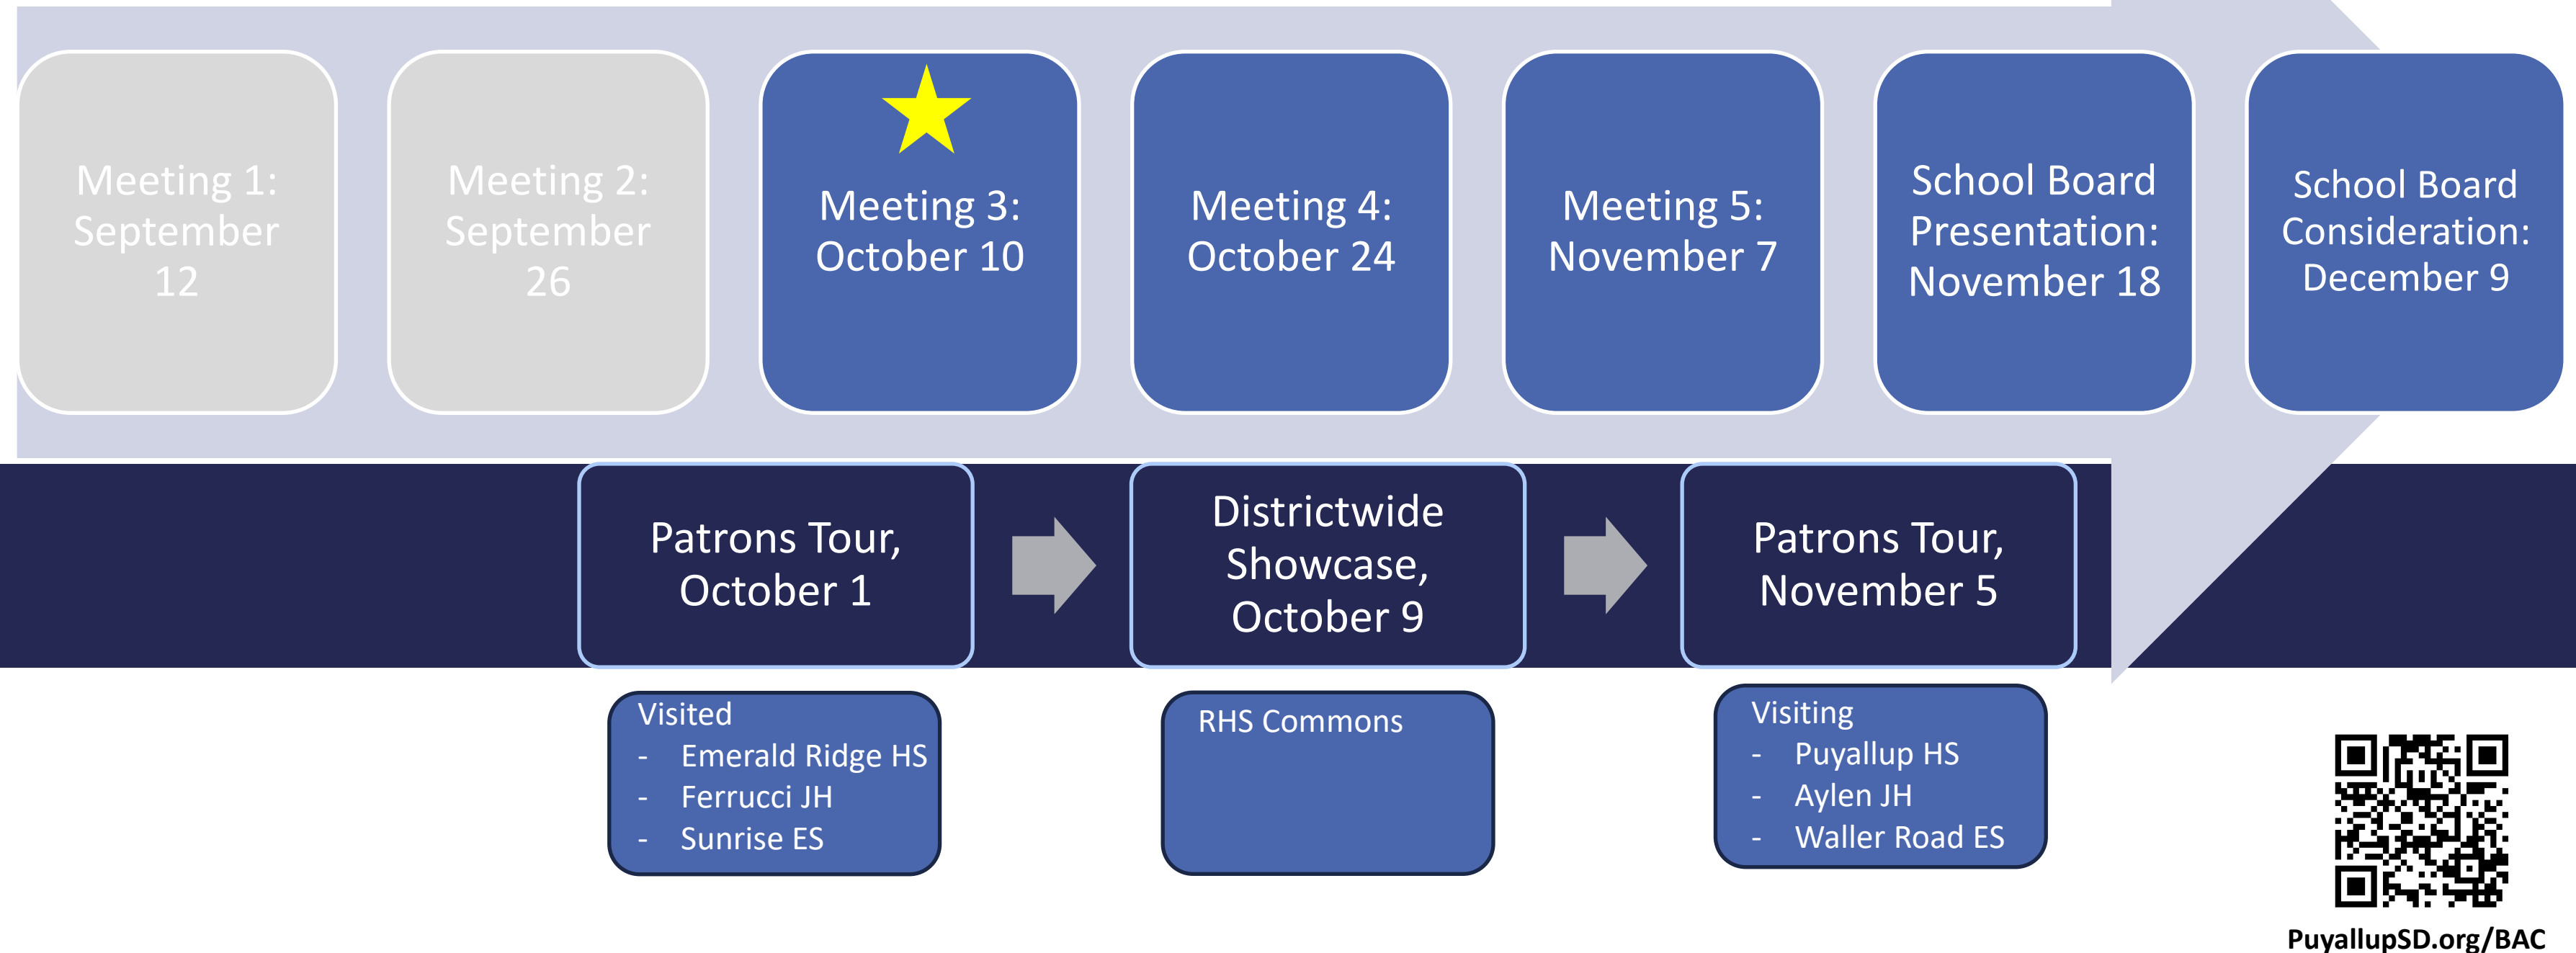 Meeting 1:
September
12
Meeting 2:
September
26
Meeting 3:
October 10
Meeting 4:
October 24
Meeting 5:
November 7
School Board
Presentation:
November 18
School Board
Consideration:
December 9
Patrons Tour,
October 1
Districtwide
Showcase,
October 9
Patrons Tour,
November 5
Visited
- Emerald Ridge HS
- Ferrucci JH
- Sunrise ES
RHS Commons
Visiting
- Puyallup HS
- Aylen JH
- Waller Road ES
PuyallupSD.org/BAC